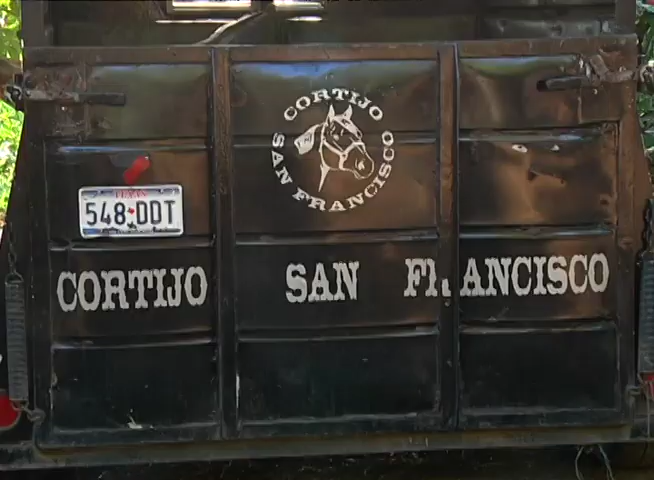 CORTIJO
SAN FRANCISCO
TEXAS
548 DDT
CORTIJO SAN FRANCISCO